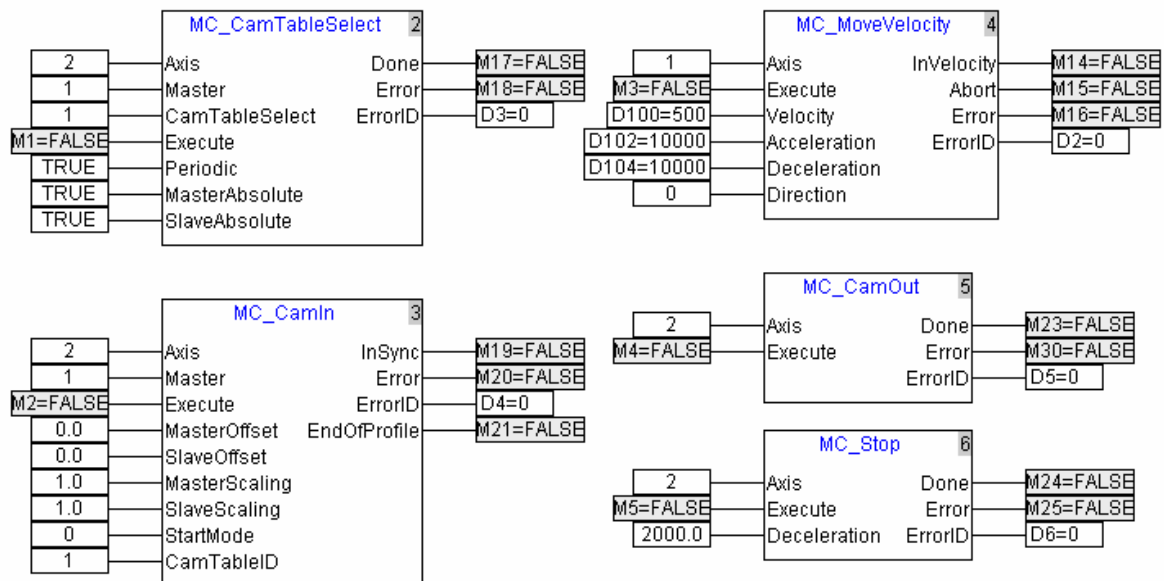 MC_CamTableSelect 2
2 Axis Done M17=FALSE
1 Master Error M18=FALSE
1 CamTableSelect ErrorID D3=0
M1=FALSE Execute
TRUE Periodic
TRUE MasterAbsolute
TRUE SlaveAbsolute
MC_MoveVelocity 4
1 Axis InVelocity M14=FALSE
M3=FALSE Execute Abort M15=FALSE
D100=500 Velocity Error M16=FALSE
D102=10000 Acceleration ErrorID D2=0
D104=10000 Deceleration
0 Direction
MC_CamIn 3
2 Axis InSync M19=FALSE
1 Master Error M20=FALSE
M2=FALSE Execute ErrorID D4=0
0.0 MasterOffset EndOfProfile M21=FALSE
0.0 SlaveOffset
1.0 MasterScaling
1.0 SlaveScaling
0 StartMode
1 CamTableID
MC_CamOut 5
2 Axis Done M23=FALSE
M4=FALSE Execute Error M30=FALSE
ErrorID D5=0
MC_Stop 6
2 Axis Done M24=FALSE
M5=FALSE Execute Error M25=FALSE
2000.0 Deceleration ErrorID D6=0